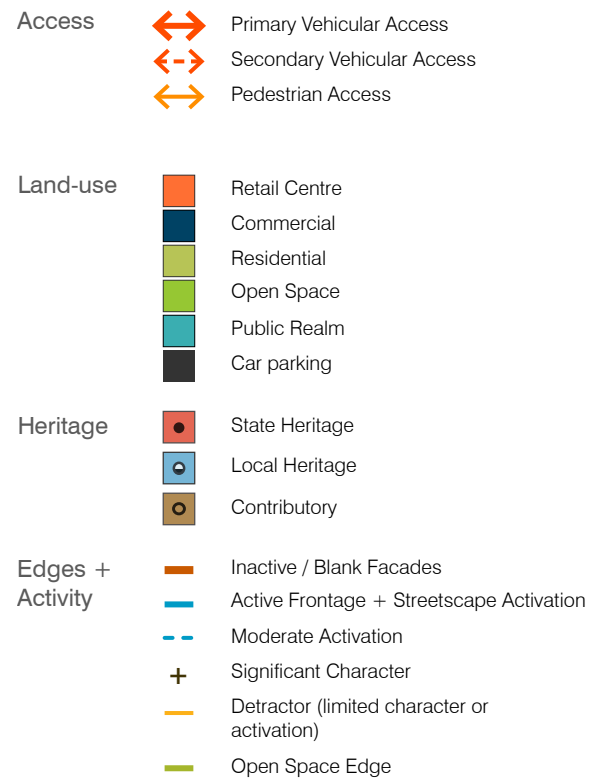 Access
Primary Vehicular Access
Secondary Vehicular Access
Pedestrian Access
Land-use
Retail Centre
Commercial
Residential
Open Space
Public Realm
Car parking
Heritage
State Heritage
Local Heritage
Contributory
Edges +
Activity
Inactive / Blank Facades
Active Frontage + Streetscape Activation
Moderate Activation
Significant Character
Detractor (limited character or
activation)
Open Space Edge